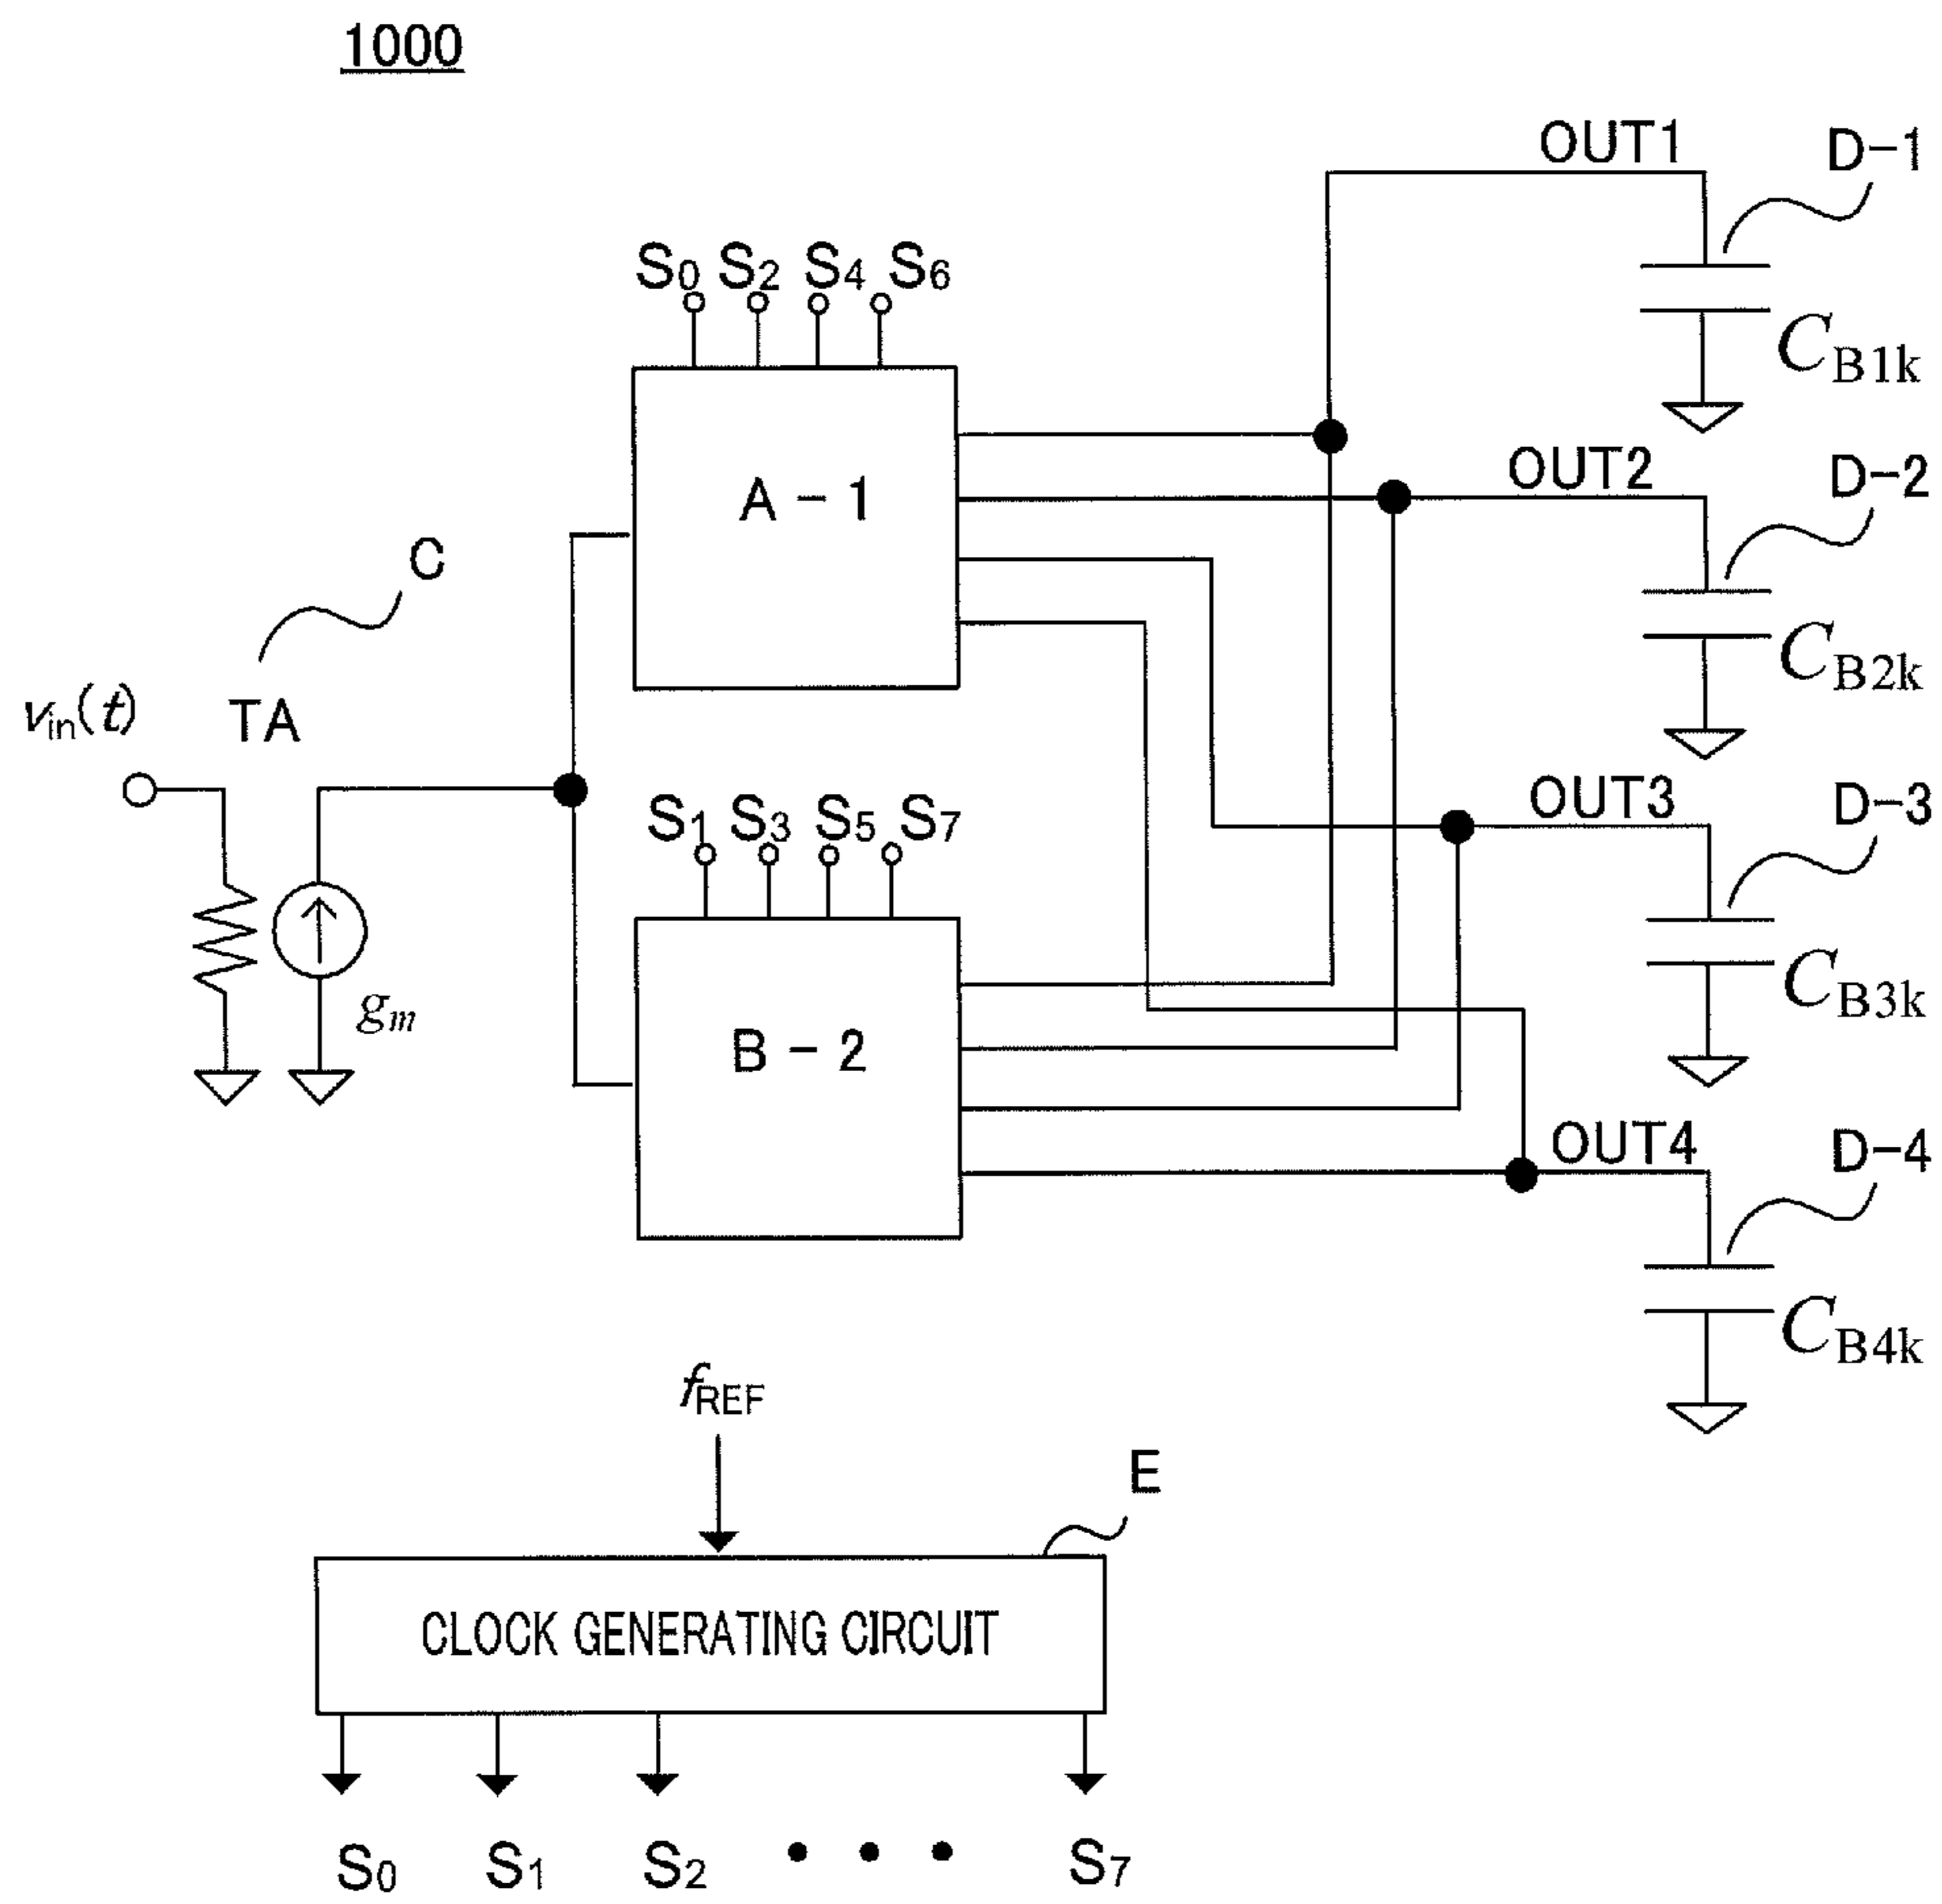 1000
OUT1
D-1
S0 S2 S4 S6
CB1k
A-1
OUT2
D-2
C
CB2k
vin(t)
TA
OUT3
D-3
S1 S3 S5 S7
gm
CB3k
B-2
OUT4
D-4
CB4k
fREF
E
CLOCK GENERATING CIRCUIT
S0 S1 S2 • • • S7